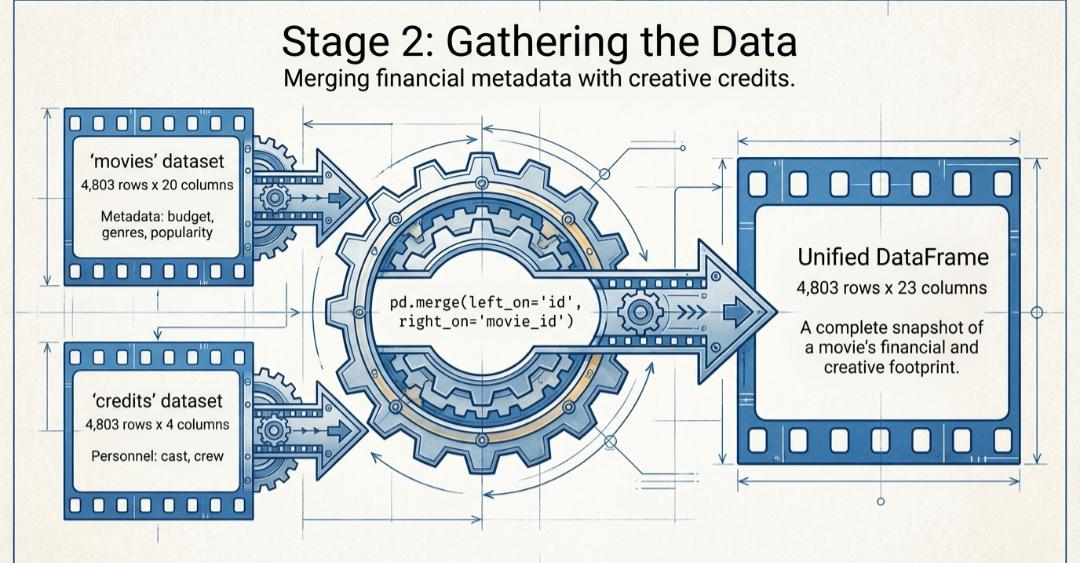 Stage 2: Gathering the Data
Merging financial metadata with creative credits.
‘movies’ dataset
4,803 rows x 20 columns
Metadata: budget,
genres, popularity
‘credits’ dataset
4,803 rows x 4 columns
Personnel: cast, crew
pd.merge(left_on='id',
right_on='movie_id')
Unified DataFrame
4,803 rows x 23 columns
A complete snapshot of
a movie's financial and
creative footprint.